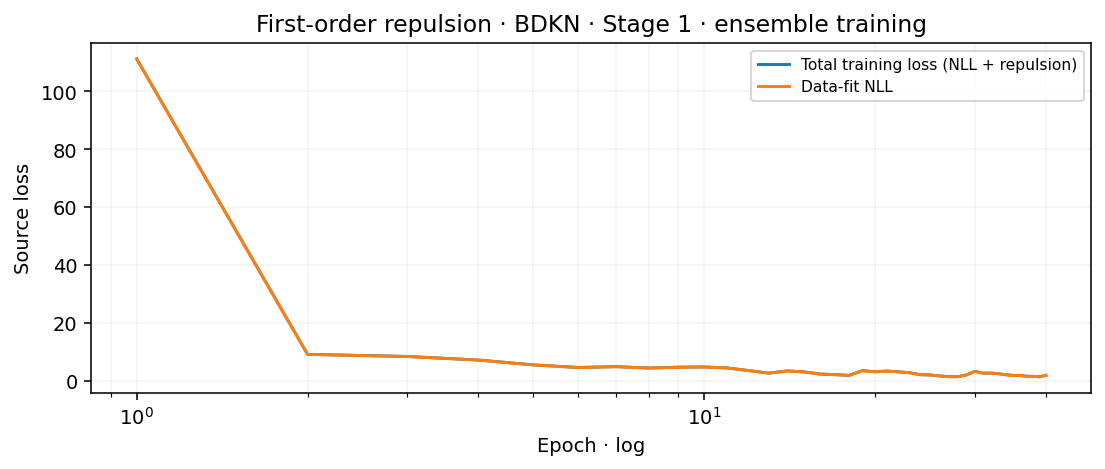 First-order repulsion · BDKN · Stage 1 · ensemble training
Total training loss (NLL + repulsion)
Data-fit NLL
Source loss
100
80
60
40
20
0
10⁰
10¹
Epoch · log